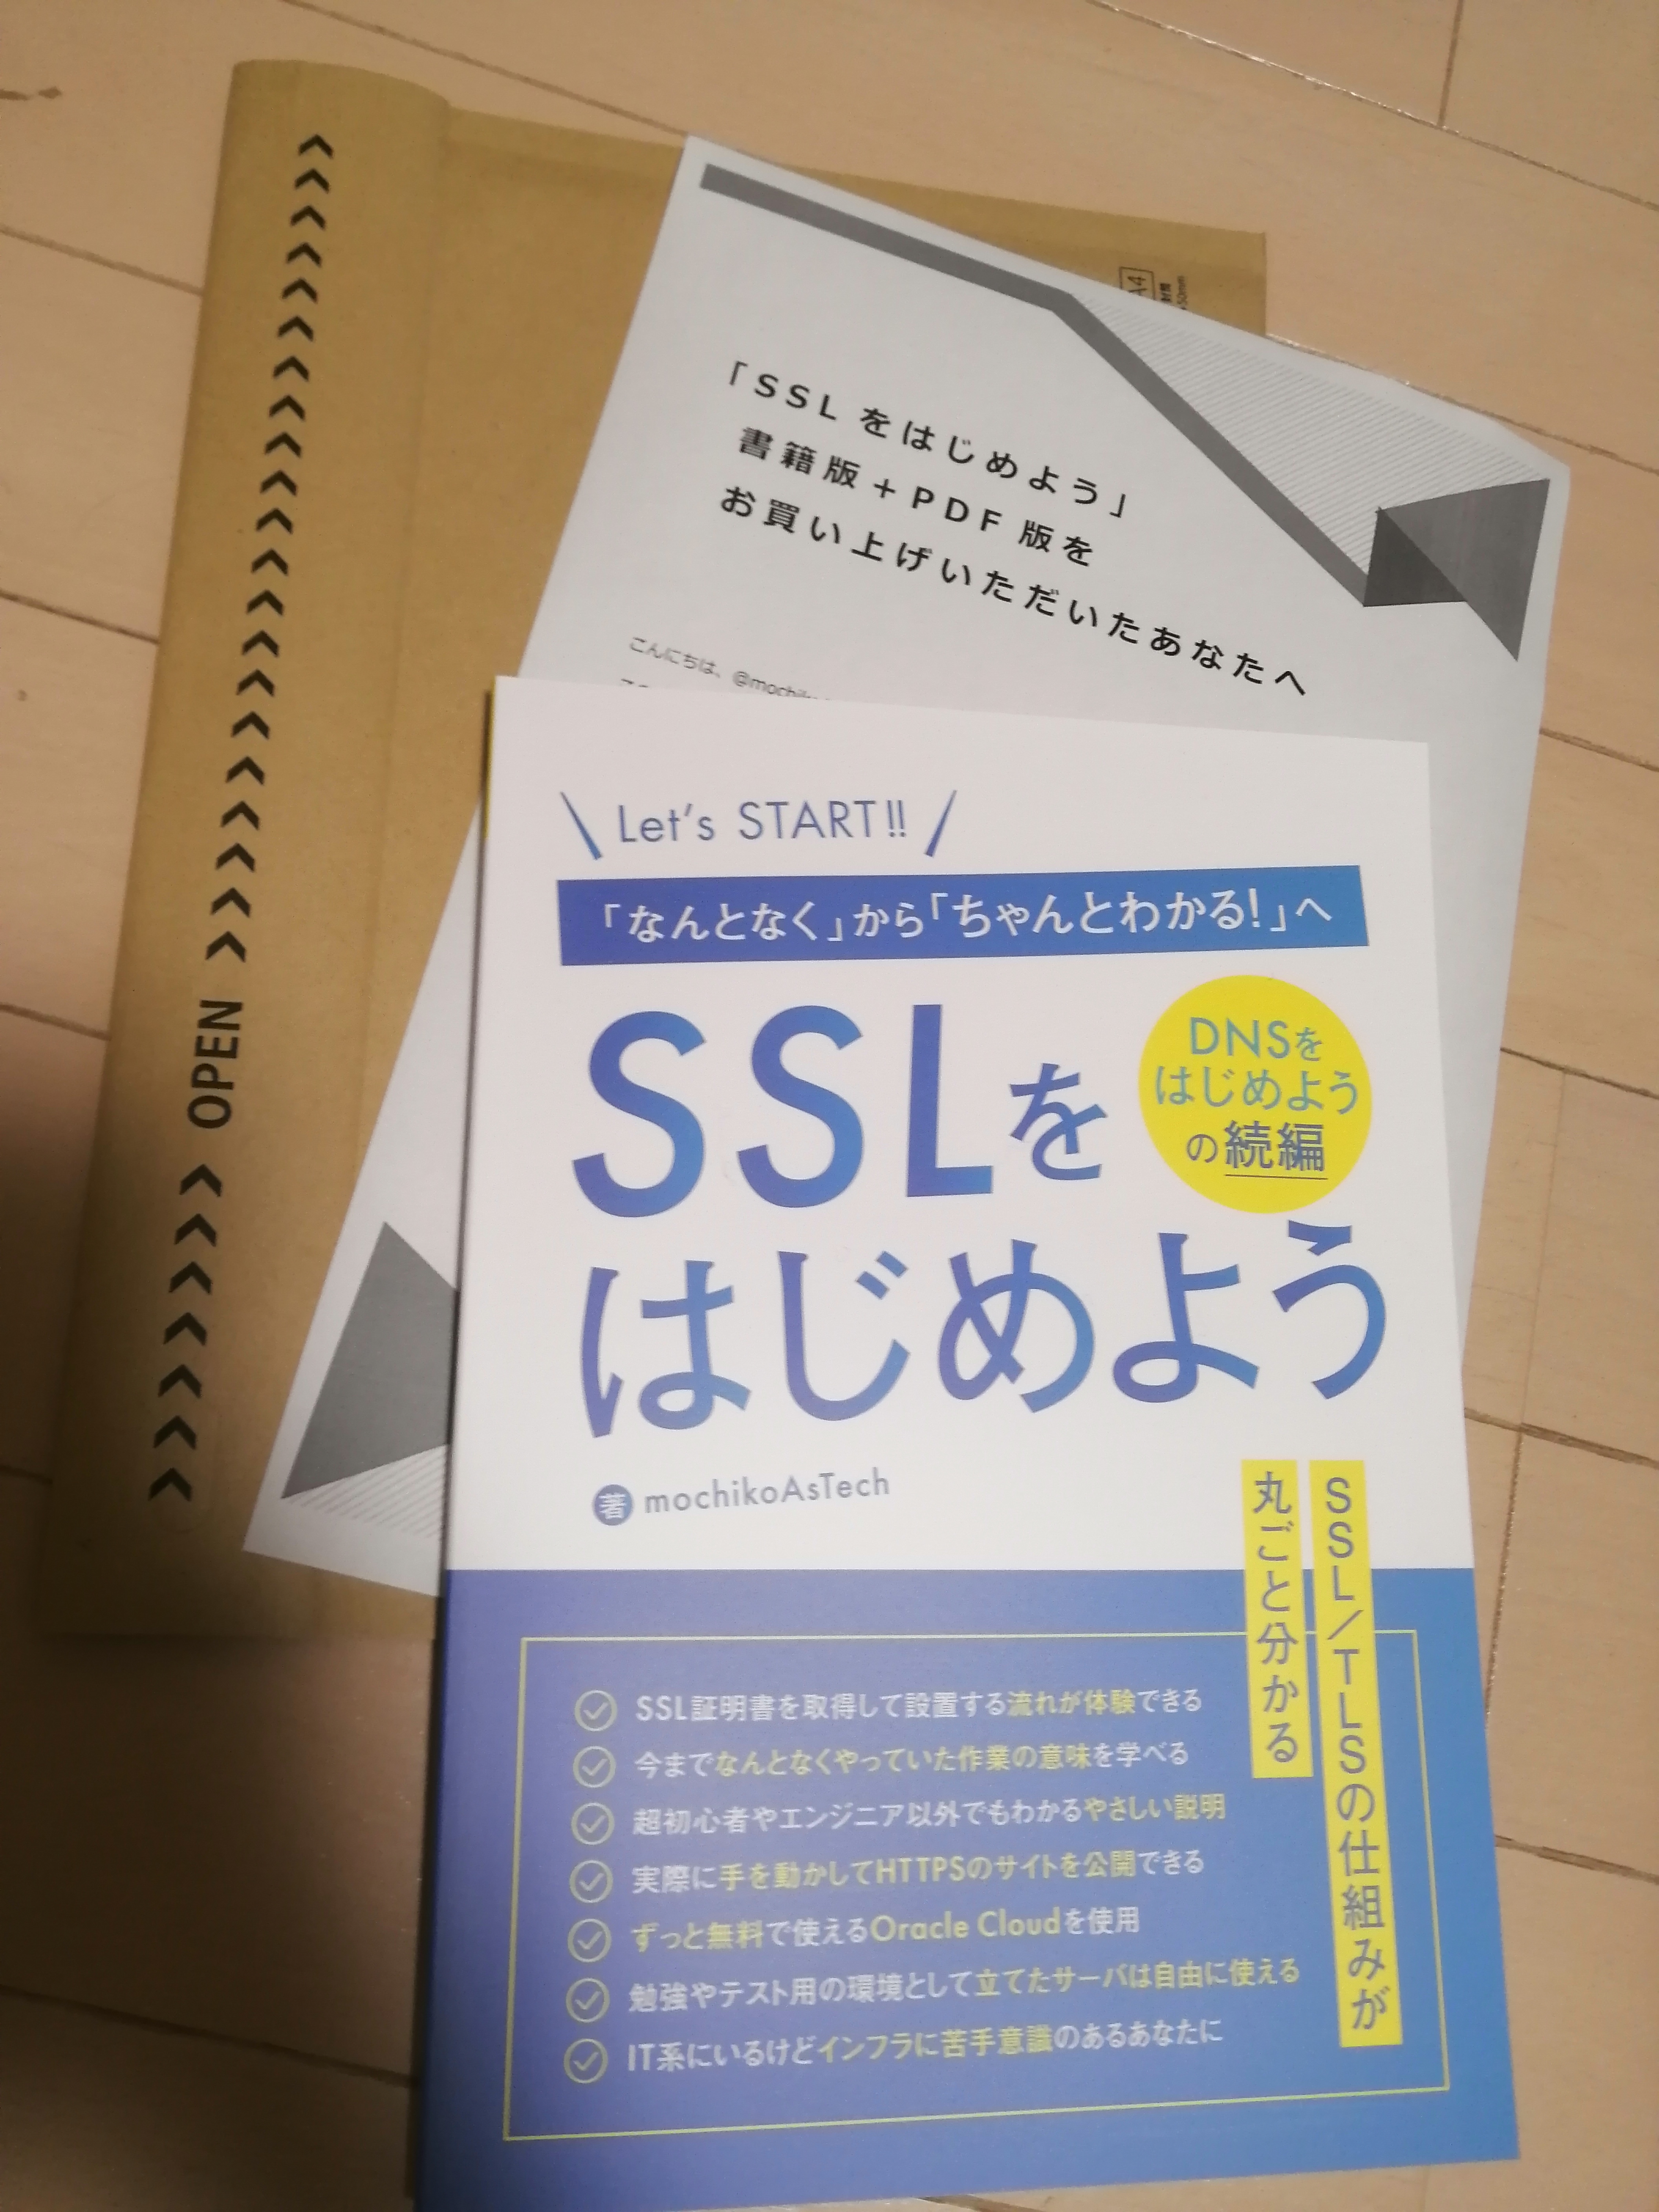 OPEN
A4
「SSLをはじめよう」
書籍版+PDF版を
お買い上げいただいたあなたへ
こんにちは、
Let's START!!
「なんとなく」から「ちゃんとわかる!」へ
SSLを
はじめよう
DNSを
はじめよう
の続編
著 mochikoAsTech
SSL/TLSの仕組みが
丸ごと分かる
SSL証明書を取得して設置する流れが体験できる
今までなんとなくやっていた作業の意味を学べる
超初心者やエンジニア以外でもわかるやさしい説明
実際に手を動かしてHTTPSのサイトを公開できる
ずっと無料で使えるOracle Cloudを使用
勉強やテスト用の環境として立てたサーバは自由に使える
IT系にいるけどインフラに苦手意識のあるあなたに